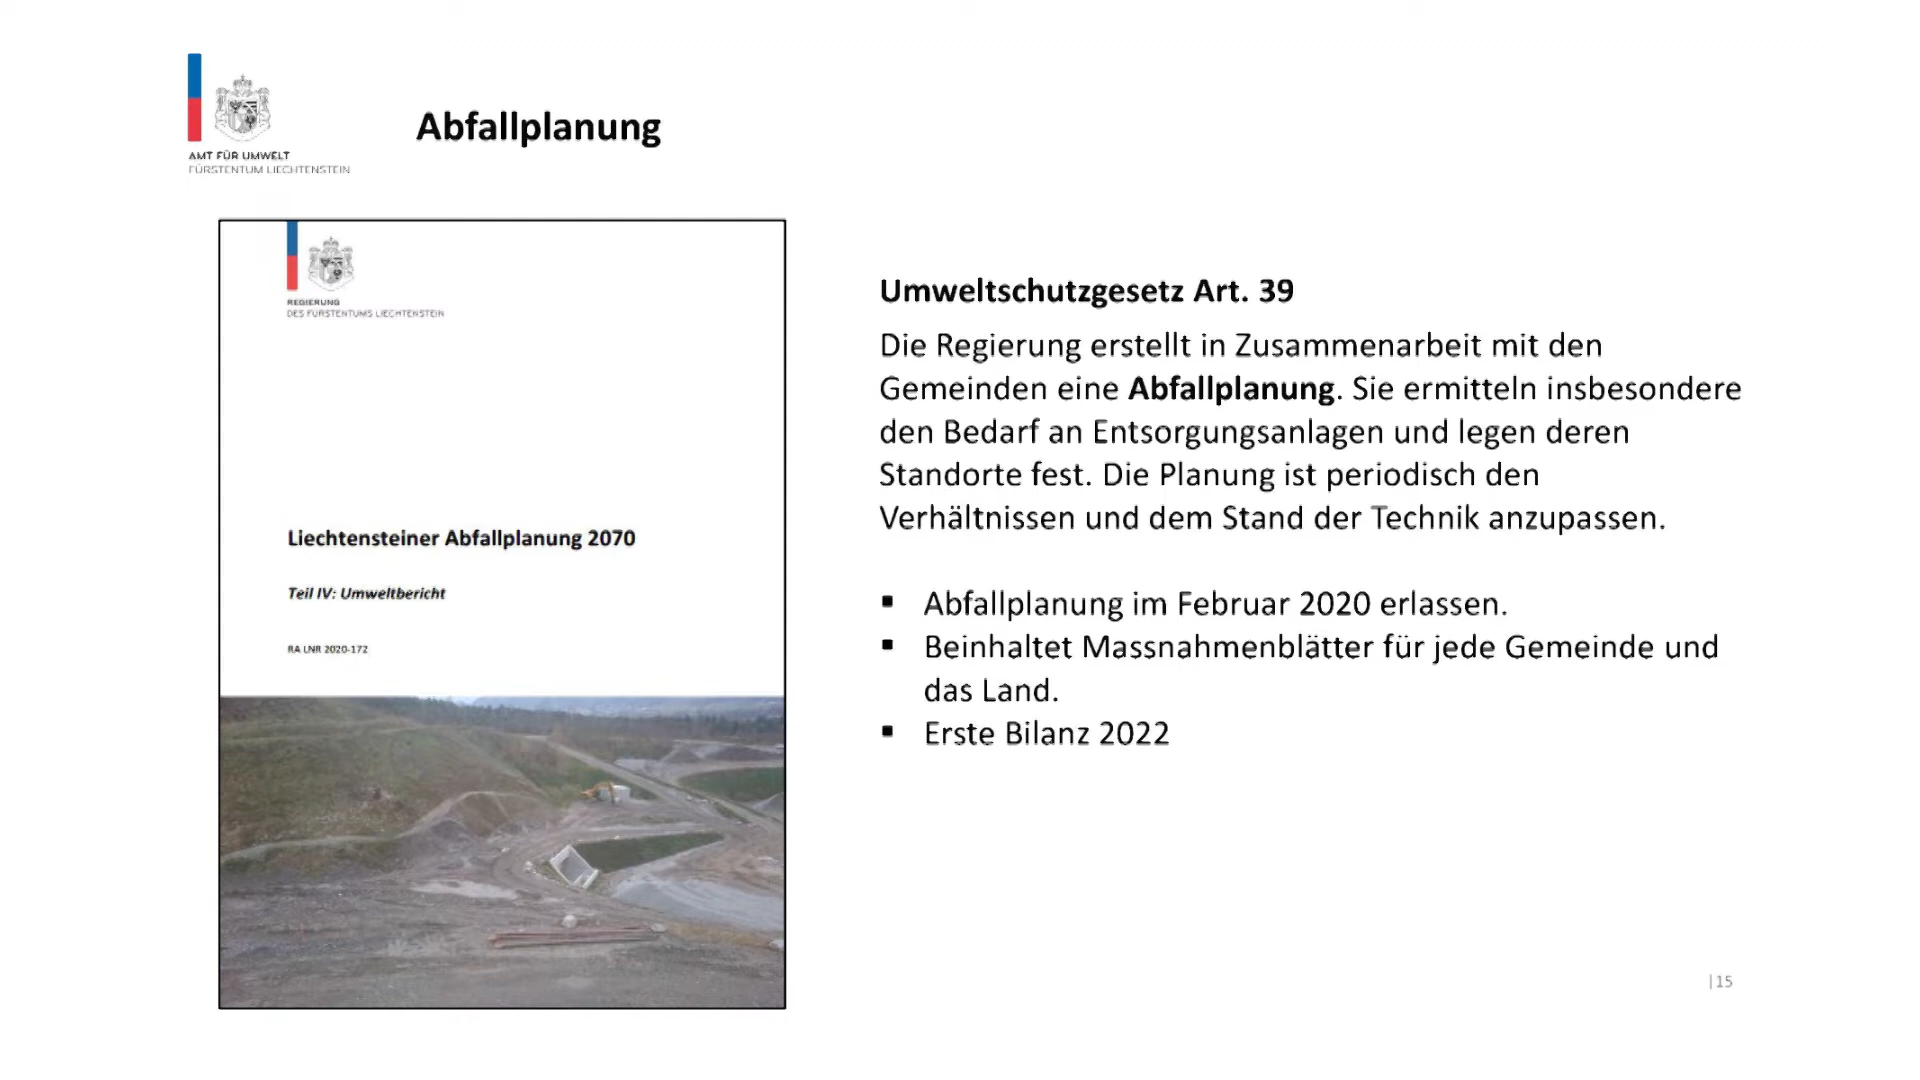 AMT FÜR UMWELT
FÜRSTENTUM LIECHTENSTEIN
Abfallplanung
REGIERUNG
DES FÜRSTENTUMS LIECHTENSTEIN
Liechtensteiner Abfallplanung 2070
Teil IV: Umweltbericht
RA LNR 2020-172
Umweltschutzgesetz Art. 39
Die Regierung erstellt in Zusammenarbeit mit den
Gemeinden eine Abfallplanung. Sie ermitteln insbesondere
den Bedarf an Entsorgungsanlagen und legen deren
Standorte fest. Die Planung ist periodisch den
Verhältnissen und dem Stand der Technik anzupassen.
▪ Abfallplanung im Februar 2020 erlassen.
▪ Beinhaltet Massnahmenblätter für jede Gemeinde und
das Land.
▪ Erste Bilanz 2022
|15